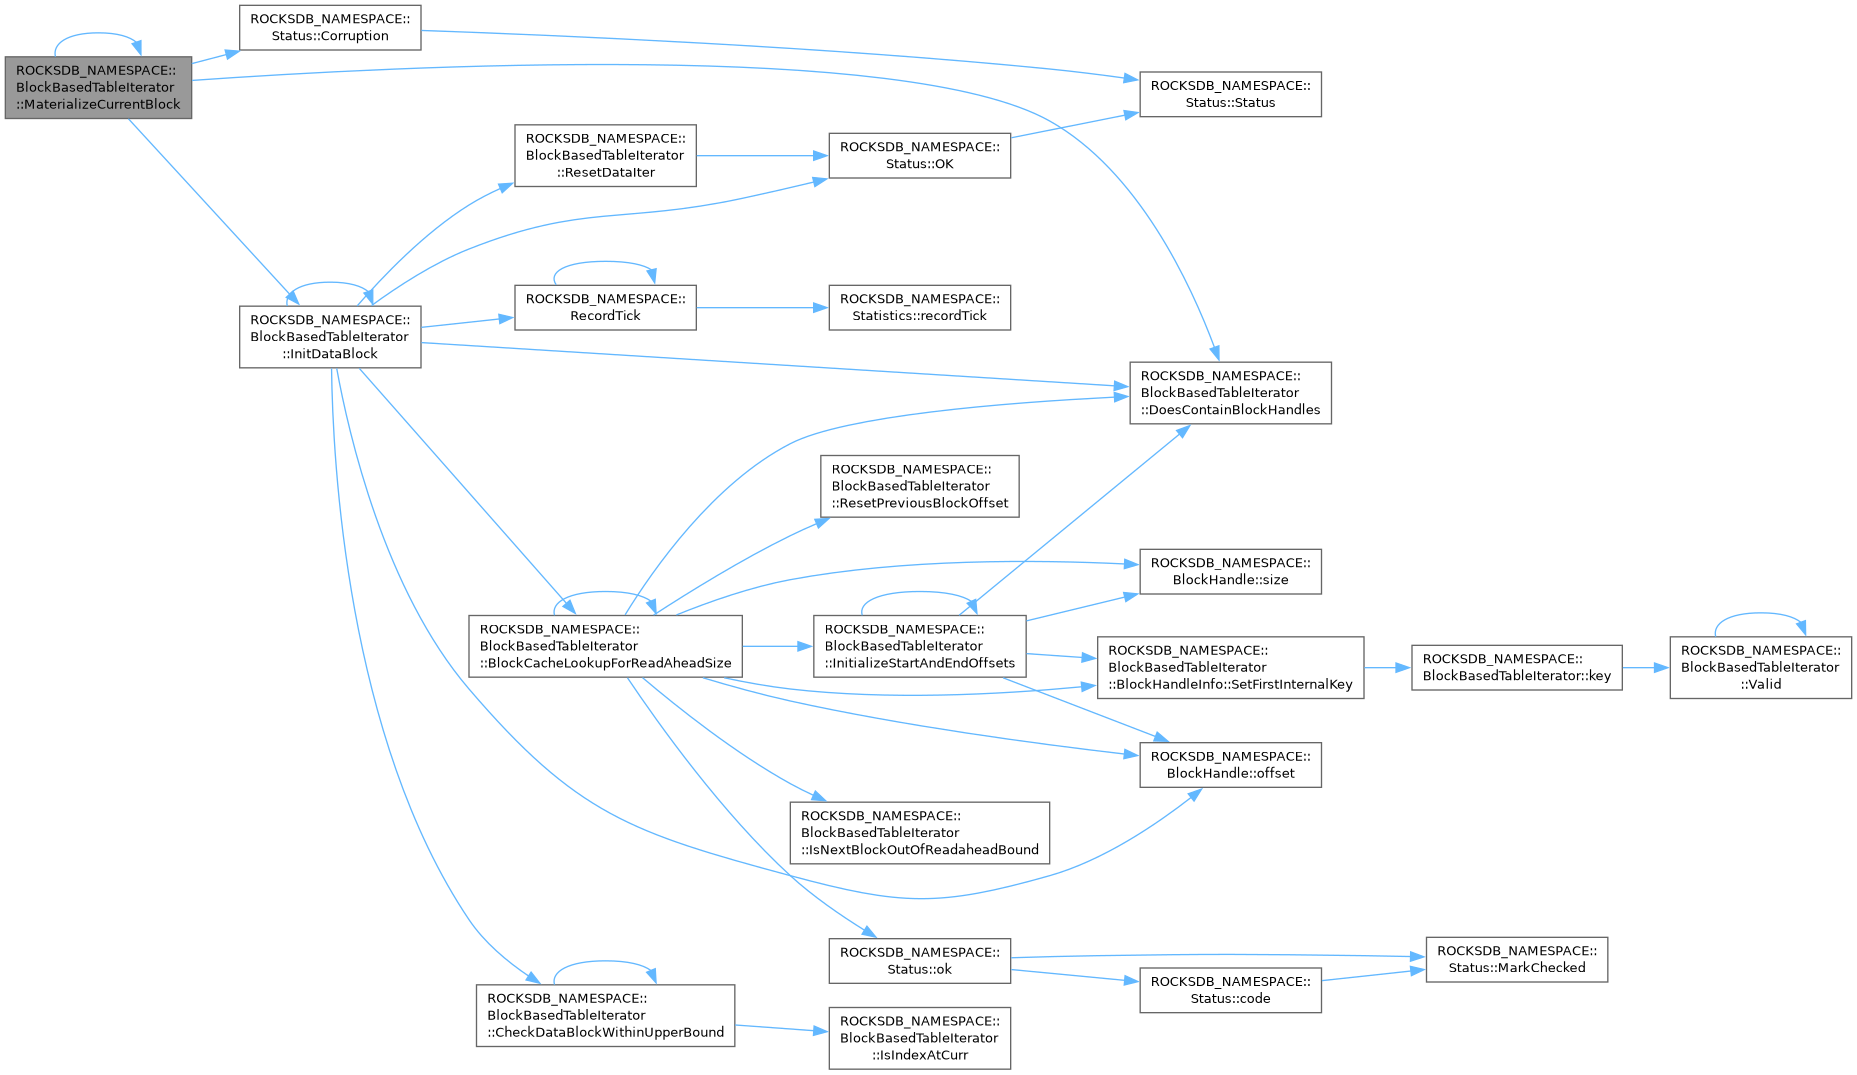 ROCKSDB_NAMESPACE::
Status::Corruption
ROCKSDB_NAMESPACE::
BlockBasedTableIterator
::MaterializeCurrentBlock
ROCKSDB_NAMESPACE::
Status::Status
ROCKSDB_NAMESPACE::
BlockBasedTableIterator
::ResetDataIter
ROCKSDB_NAMESPACE::
Status::OK
ROCKSDB_NAMESPACE::
RecordTick
ROCKSDB_NAMESPACE::
Statistics::recordTick
ROCKSDB_NAMESPACE::
BlockBasedTableIterator
::InitDataBlock
ROCKSDB_NAMESPACE::
BlockBasedTableIterator
::DoesContainBlockHandles
ROCKSDB_NAMESPACE::
BlockBasedTableIterator
::ResetPreviousBlockOffset
ROCKSDB_NAMESPACE::
BlockHandle::size
ROCKSDB_NAMESPACE::
BlockBasedTableIterator
::BlockCacheLookupForReadAheadSize
ROCKSDB_NAMESPACE::
BlockBasedTableIterator
::InitializeStartAndEndOffsets
ROCKSDB_NAMESPACE::
BlockBasedTableIterator
::BlockHandleInfo::SetFirstInternalKey
ROCKSDB_NAMESPACE::
BlockBasedTableIterator::key
ROCKSDB_NAMESPACE::
BlockBasedTableIterator
::Valid
ROCKSDB_NAMESPACE::
BlockHandle::offset
ROCKSDB_NAMESPACE::
BlockBasedTableIterator
::IsNextBlockOutOfReadaheadBound
ROCKSDB_NAMESPACE::
Status::ok
ROCKSDB_NAMESPACE::
Status::code
ROCKSDB_NAMESPACE::
Status::MarkChecked
ROCKSDB_NAMESPACE::
BlockBasedTableIterator
::CheckDataBlockWithinUpperBound
ROCKSDB_NAMESPACE::
BlockBasedTableIterator
::IsIndexAtCurr